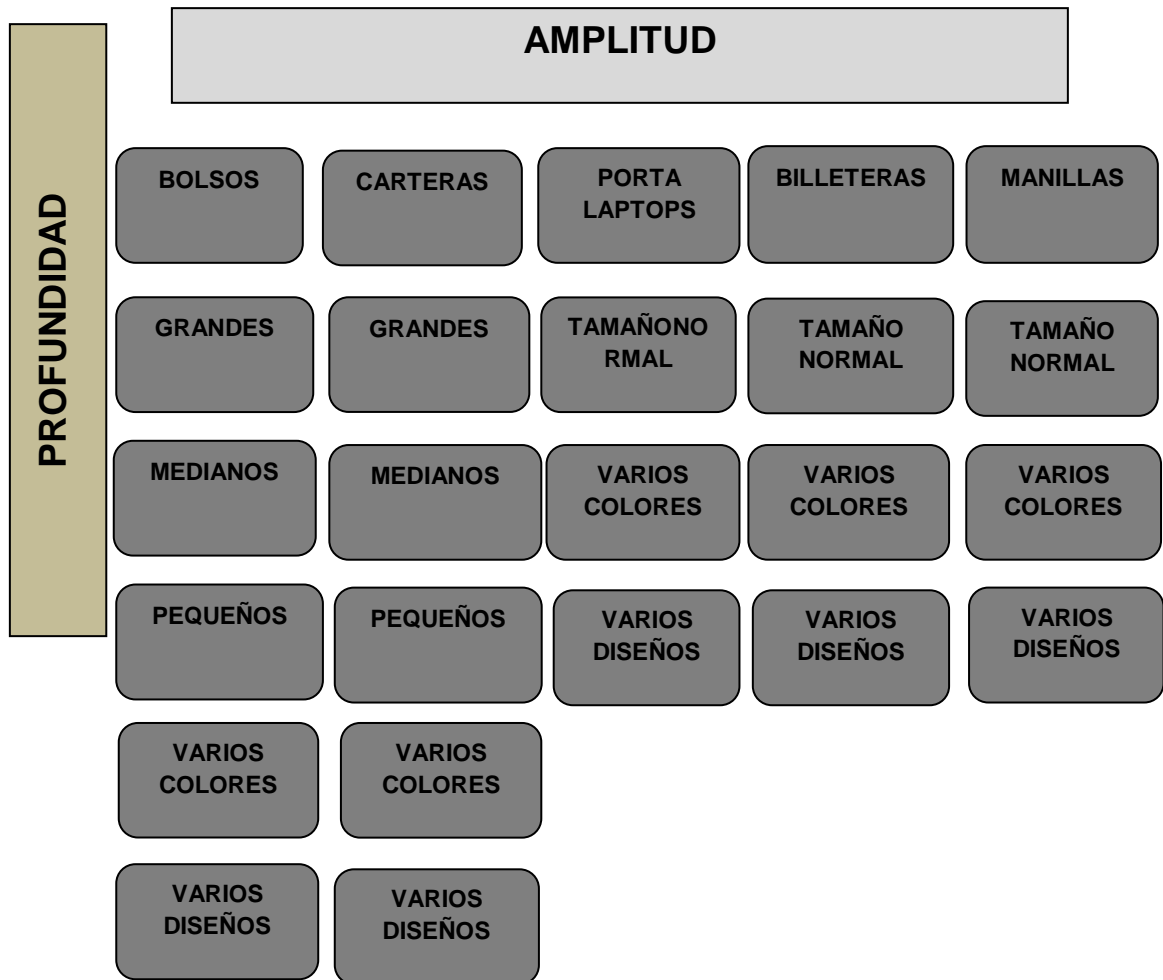 AMPLITUD
PROFUNDIDAD
BOLSOS
CARTERAS
PORTA
LAPTOPS
BILLETERAS
MANILLAS
GRANDES
GRANDES
TAMAÑONO
RMAL
TAMAÑO
NORMAL
TAMAÑO
NORMAL
MEDIANOS
MEDIANOS
VARIOS
COLORES
VARIOS
COLORES
VARIOS
COLORES
PEQUEÑOS
PEQUEÑOS
VARIOS
DISEÑOS
VARIOS
DISEÑOS
VARIOS
DISEÑOS
VARIOS
COLORES
VARIOS
COLORES
VARIOS
DISEÑOS
VARIOS
DISEÑOS